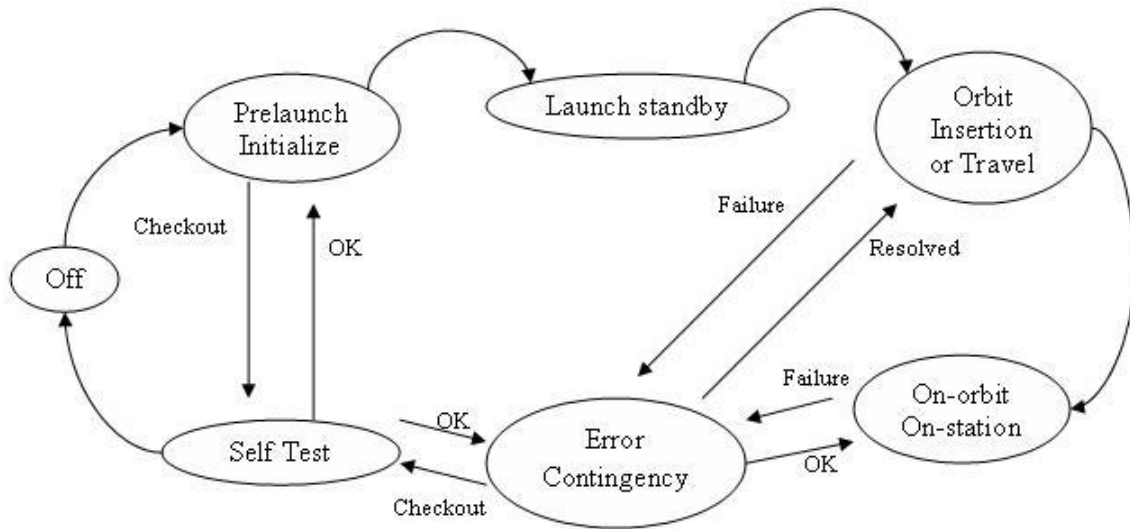 Prelaunch
Initialize
Launch standby
Orbit
Insertion
or Travel
Checkout
OK
Failure
Resolved
Off
Failure
On-orbit
On-station
OK
Self Test
Error
Contingency
OK
Checkout